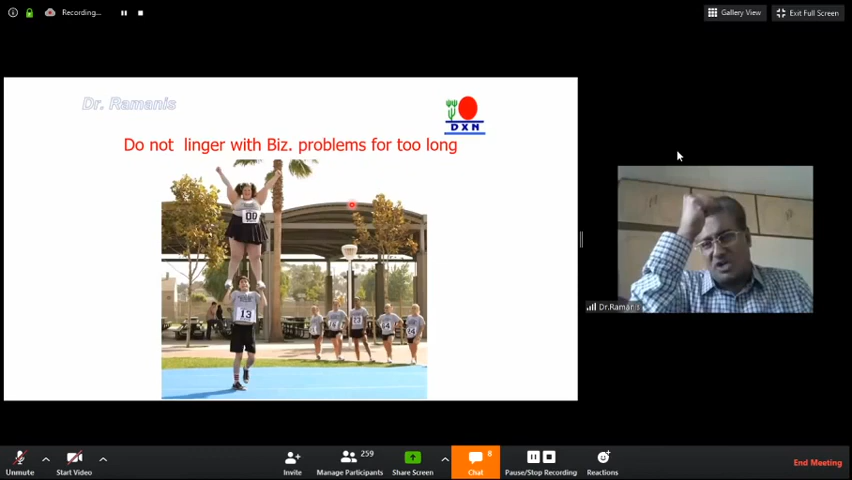 Recording...
Gallery View
Exit Full Screen
Dr. Ramanis
DXN
Do not linger with Biz. problems for too long
00
13
Dr.Ramanis
Unmute
Start Video
Invite
259
Manage Participants
Share Screen
8
Chat
Pause/Stop Recording
Reactions
End Meeting